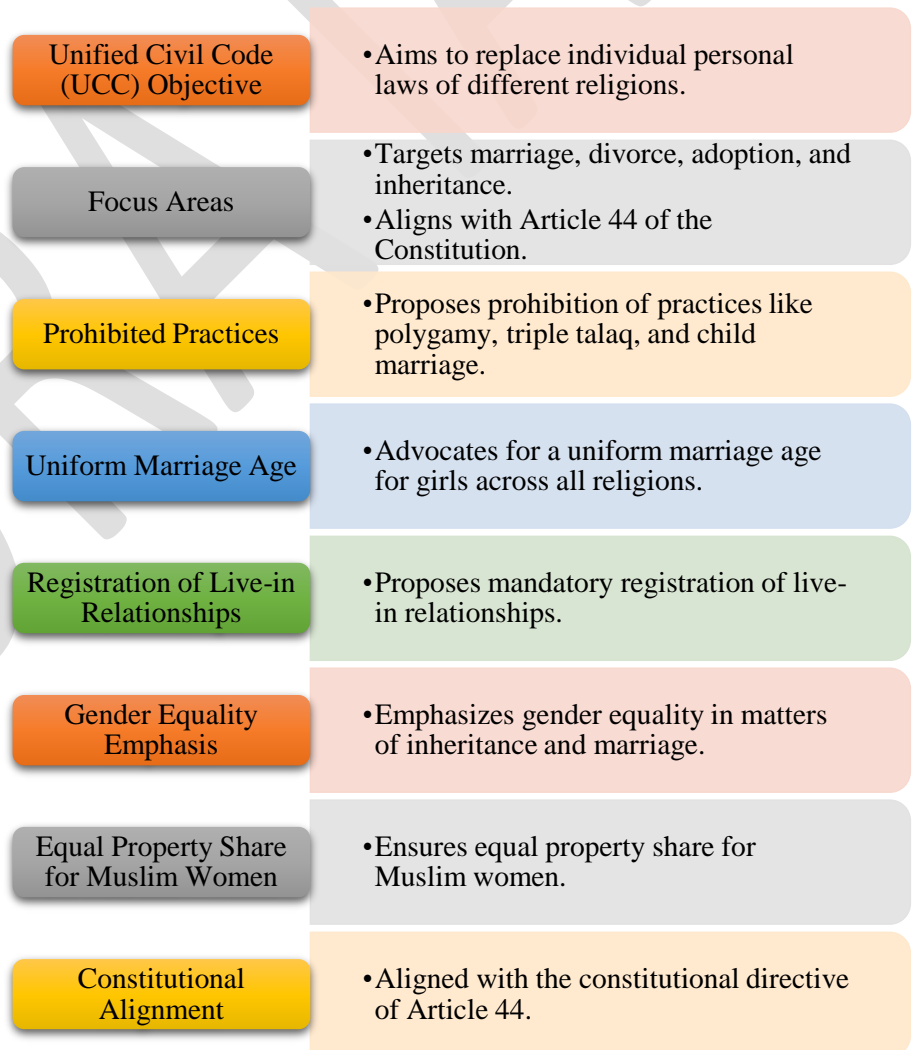 Unified Civil Code
(UCC) Objective
•Aims to replace individual personal
laws of different religions.
Focus Areas
•Targets marriage, divorce, adoption, and
inheritance.
•Aligns with Article 44 of the
Constitution.
Prohibited Practices
•Proposes prohibition of practices like
polygamy, triple talaq, and child
marriage.
Uniform Marriage Age
•Advocates for a uniform marriage age
for girls across all religions.
Registration of Live-in
Relationships
•Proposes mandatory registration of live-
in relationships.
Gender Equality
Emphasis
•Emphasizes gender equality in matters
of inheritance and marriage.
Equal Property Share
for Muslim Women
•Ensures equal property share for
Muslim women.
Constitutional
Alignment
•Aligned with the constitutional directive
of Article 44.